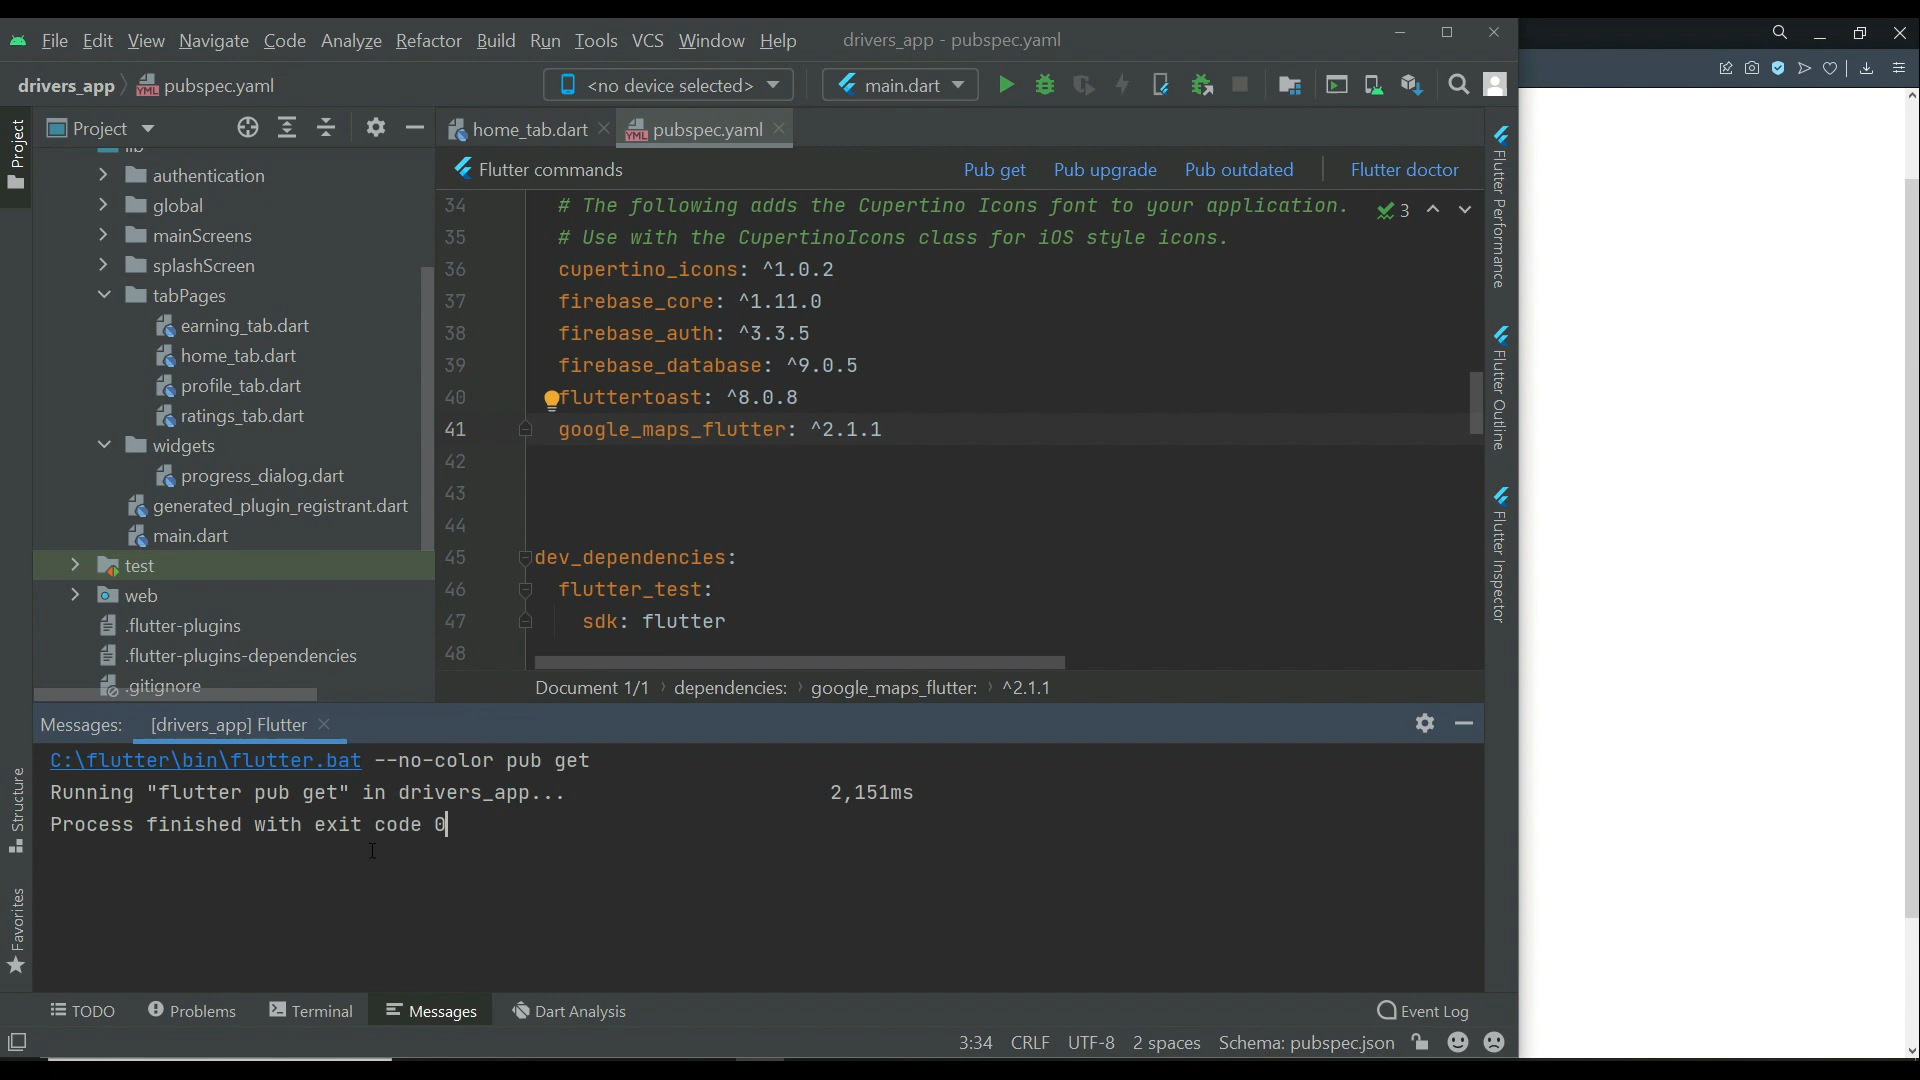 File Edit View Navigate Code Analyze Refactor Build Run Tools VCS Window Help drivers_app - pubspec.yaml
drivers_app pubspec.yaml <no device selected> main.dart
Project home_tab.dart pubspec.yaml
Flutter commands Pub get Pub upgrade Pub outdated Flutter doctor
lib
authentication
global
mainScreens
splashScreen
tabPages
earning_tab.dart
home_tab.dart
profile_tab.dart
ratings_tab.dart
widgets
progress_dialog.dart
generated_plugin_registrant.dart
main.dart
test
web
.flutter-plugins
.flutter-plugins-dependencies
.gitignore
34 # The following adds the Cupertino Icons font to your application. 3
35 # Use with the CupertinoIcons class for iOS style icons.
36 cupertino_icons: ^1.0.2
37 firebase_core: ^1.11.0
38 firebase_auth: ^3.3.5
39 firebase_database: ^9.0.5
40 fluttertoast: ^8.0.8
41 google_maps_flutter: ^2.1.1
42
43
44
45 dev_dependencies:
46 flutter_test:
47 sdk: flutter
48
Document 1/1 dependencies: google_maps_flutter: ^2.1.1
Project
Structure
Favorites
Flutter Performance
Flutter Outline
Flutter Inspector
Messages: [drivers_app] Flutter
C:\flutter\bin\flutter.bat --no-color pub get
Running "flutter pub get" in drivers_app... 2,151ms
Process finished with exit code 0
TODO Problems Terminal Messages Dart Analysis Event Log
3:34 CRLF UTF-8 2 spaces Schema: pubspec.json